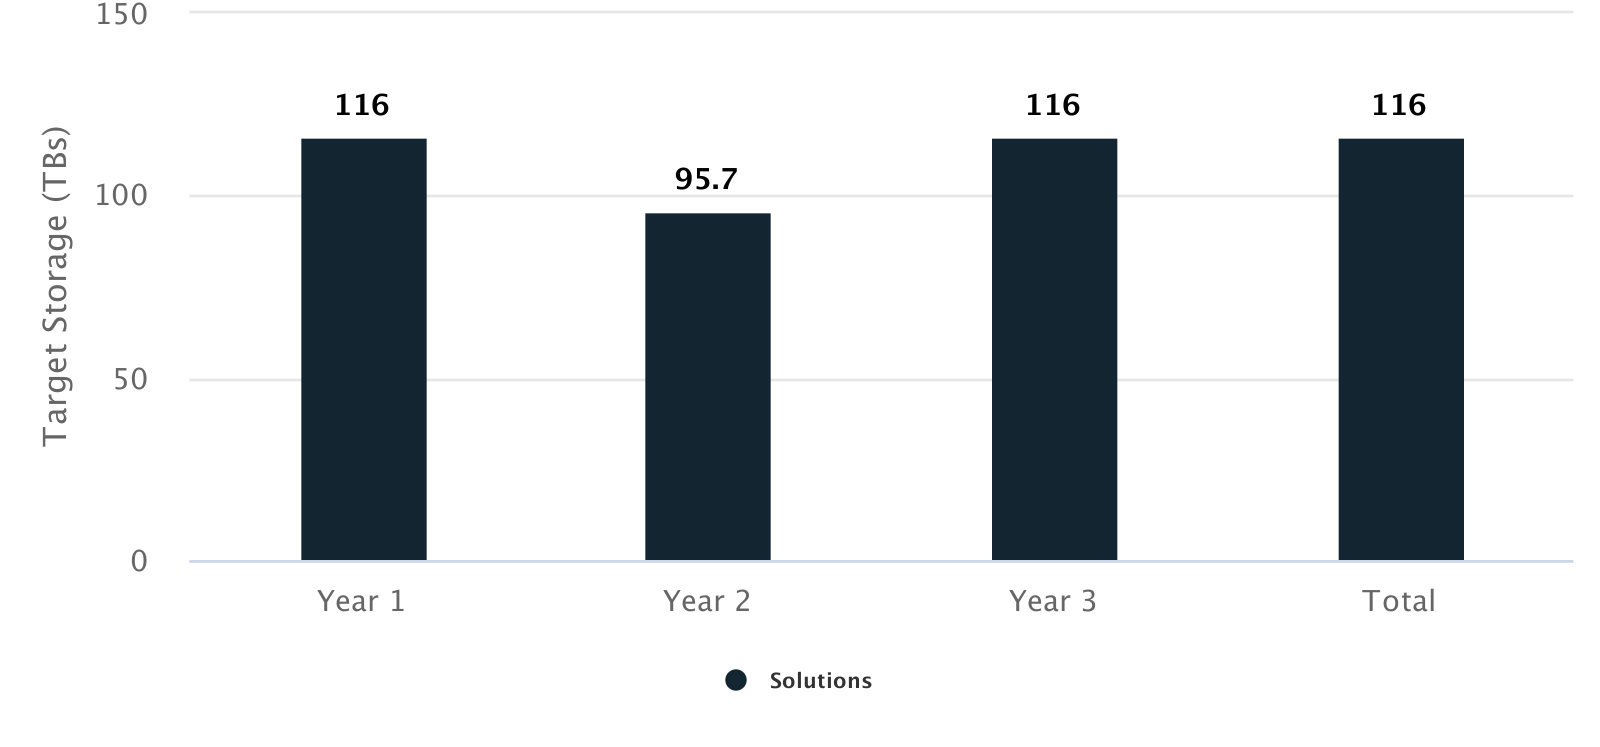 150
100
50
0
Target Storage (TBs)
116
95.7
116
116
Year 1
Year 2
Year 3
Total
Solutions